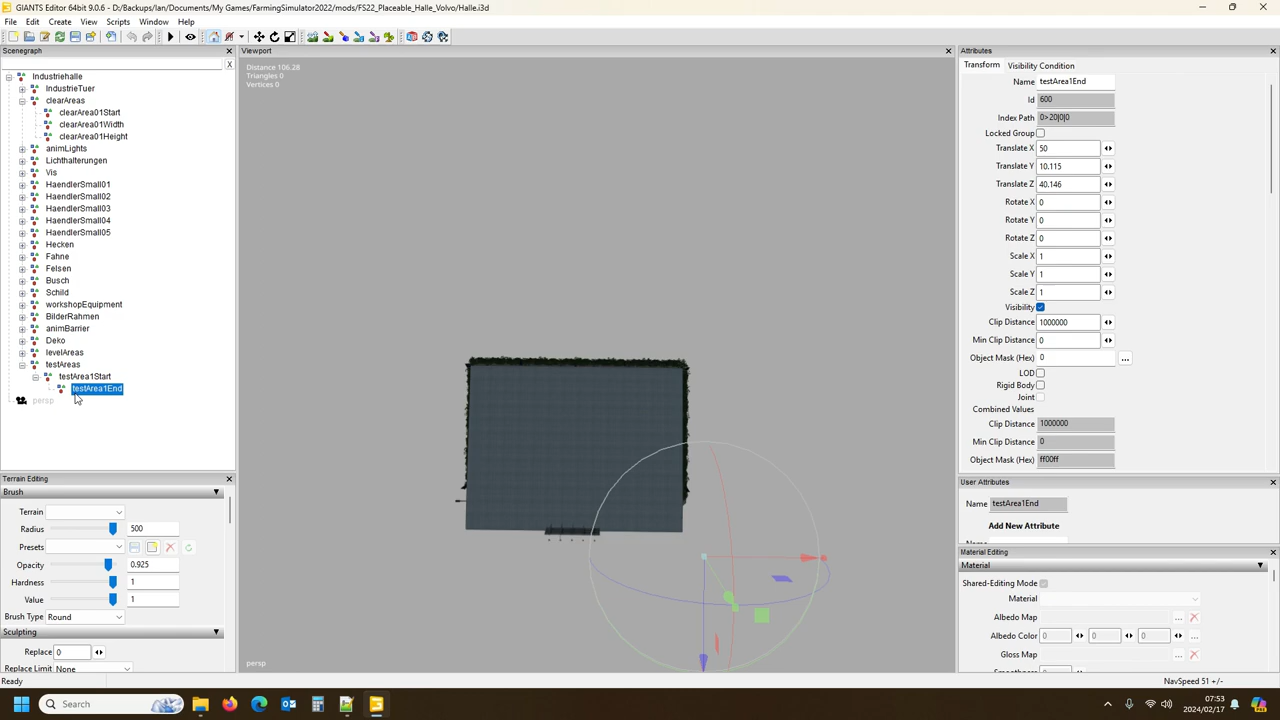 GIANTS Editor 64bit 9.0.6 - D:/Backups/Ian/Documents/My Games/FarmingSimulator2022/mods/FS22_Placeable_Halle_Volvo/Halle.i3d
File Edit Create View Scripts Window Help
Scenegraph
X
Industriehalle
IndustrieTuer
clearAreas
clearArea01Start
clearArea01Width
clearArea01Height
animLights
Lichthalterungen
Vis
HaendlerSmall01
HaendlerSmall02
HaendlerSmall03
HaendlerSmall04
HaendlerSmall05
Hecken
Fahne
Felsen
Busch
Schild
workshopEquipment
BilderRahmen
animBarrier
Deko
levelAreas
testAreas
testArea1Start
testArea1End
persp
Terrain Editing
Brush
Terrain
Radius 500
Presets
Opacity 0.925
Hardness 1
Value 1
Brush Type Round
Sculpting
Replace 0
Replace Limit None
Ready
Viewport
Distance 106.28
Triangles 0
Vertices 0
persp
Attributes
Transform Visibility Condition
Name testArea1End
Id 600
Index Path 0>20|0|0
Locked Group
Translate X 50
Translate Y 10.115
Translate Z 40.146
Rotate X 0
Rotate Y 0
Rotate Z 0
Scale X 1
Scale Y 1
Scale Z 1
Visibility
Clip Distance 1000000
Min Clip Distance 0
Object Mask (Hex) 0 ...
LOD
Rigid Body
Joint
Combined Values
Clip Distance 1000000
Min Clip Distance 0
Object Mask (Hex) ff00ff
User Attributes
Name testArea1End
Add New Attribute
Material Editing
Material
Shared-Editing Mode
Material
Albedo Map ...
Albedo Color 0 0 0 ...
Gloss Map ...
NavSpeed 51 +/-
Search
07:53
2024/02/17